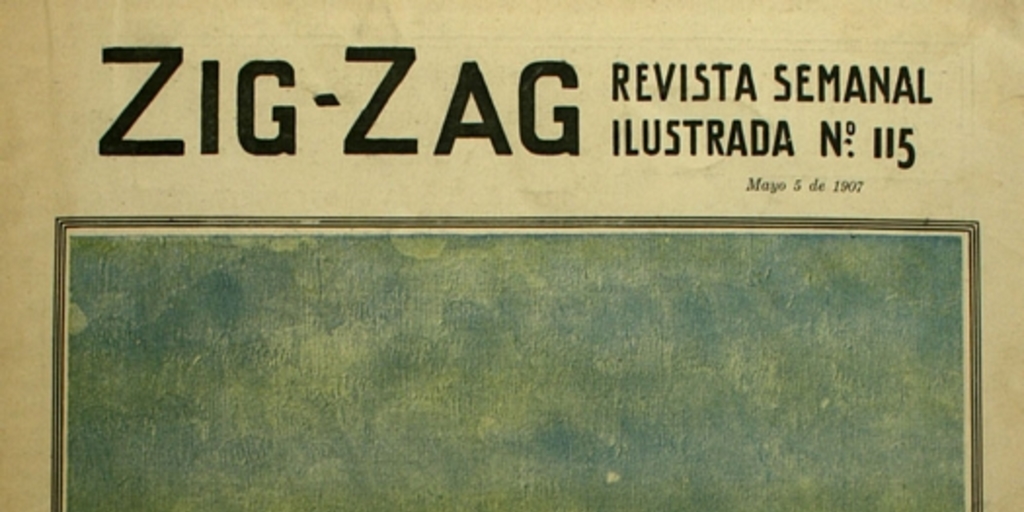 ZIG-ZAG
REVISTA SEMANAL
ILUSTRADA Nº 115
Mayo 5 de 1907